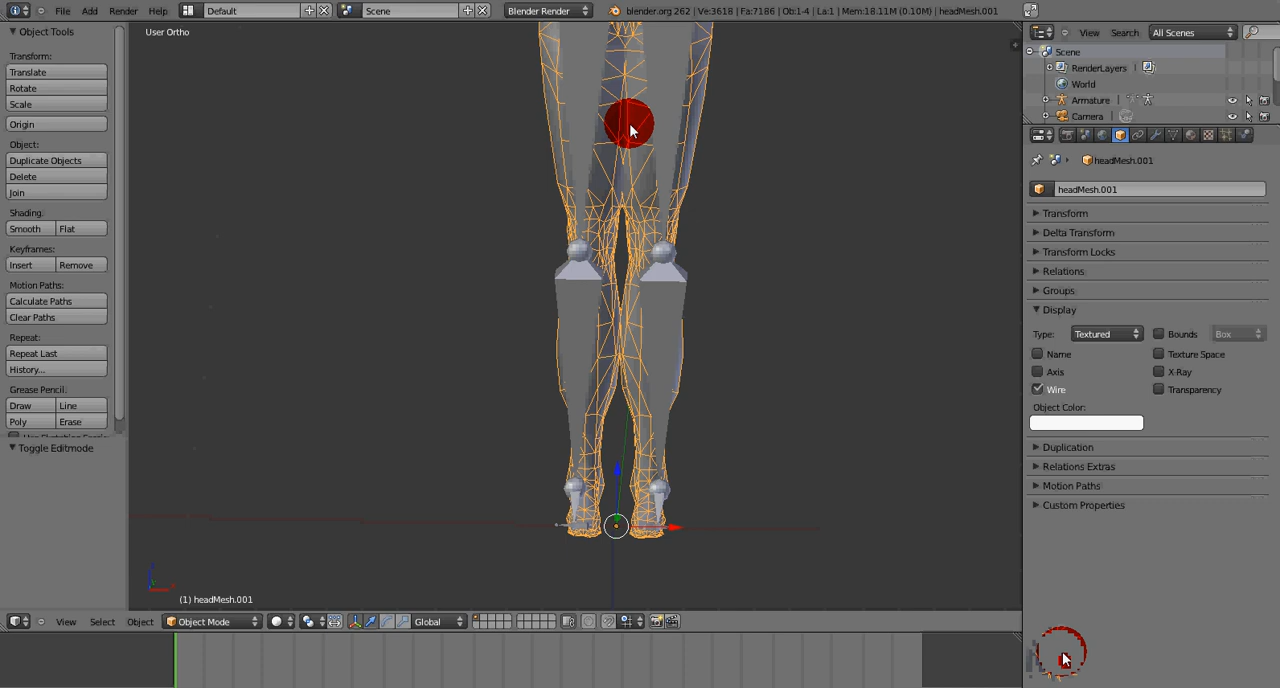 File Add Render Help Default Scene Blender Render blender.org 262 | Ve:3618 | Fa:7186 | Ob:1-4 | La:1 | Mem:18.11M (0.10M) | headMesh.001
Object Tools
Transform:
Translate
Rotate
Scale
Origin
Object:
Duplicate Objects
Delete
Join
Shading:
Smooth Flat
Keyframes:
Insert Remove
Motion Paths:
Calculate Paths
Clear Paths
Repeat:
Repeat Last
History...
Grease Pencil:
Draw Line
Poly Erase
Toggle Editmode
User Ortho
(1) headMesh.001
View Select Object Object Mode Global
View Search All Scenes
Scene
RenderLayers
World
Armature
Camera
headMesh.001
headMesh.001
Transform
Delta Transform
Transform Locks
Relations
Groups
Display
Type: Textured Bounds Box
Name Texture Space
Axis X-Ray
Wire Transparency
Object Color:
Duplication
Relations Extras
Motion Paths
Custom Properties